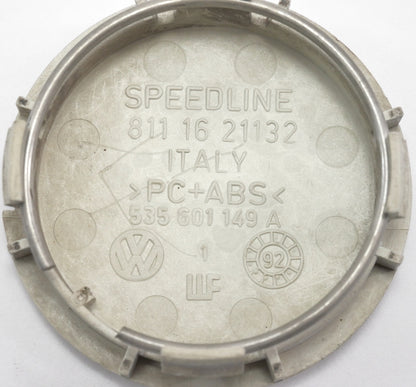 SPEEDLINE
811 16 21132
ITALY
>PC+ABS<
535 601 149 A
1
92